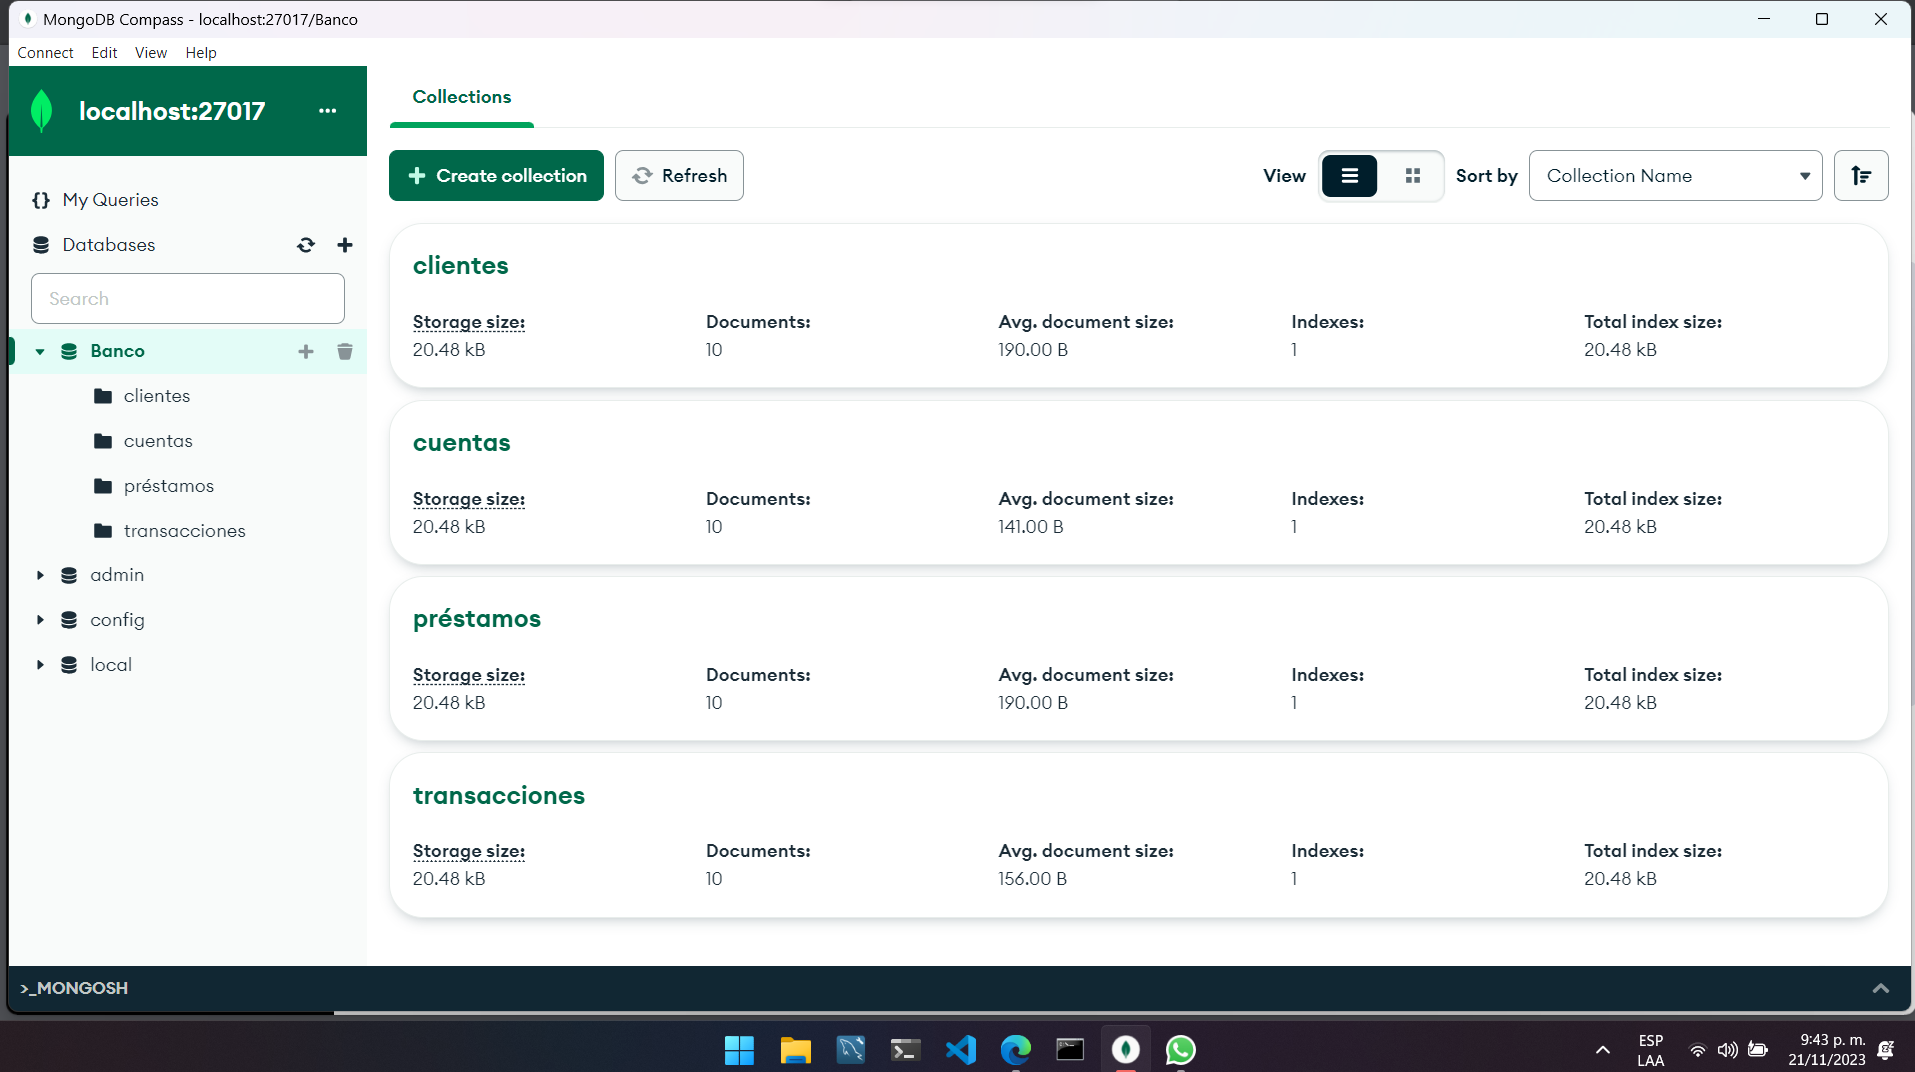 MongoDB Compass - localhost:27017/Banco
Connect Edit View Help
localhost:27017
My Queries
Databases
Search
Banco
clientes
cuentas
préstamos
transacciones
admin
config
local
Collections
Create collection Refresh View Sort by Collection Name
clientes
Storage size: Documents: Avg. document size: Indexes: Total index size:
20.48 kB 10 190.00 B 1 20.48 kB
cuentas
Storage size: Documents: Avg. document size: Indexes: Total index size:
20.48 kB 10 141.00 B 1 20.48 kB
préstamos
Storage size: Documents: Avg. document size: Indexes: Total index size:
20.48 kB 10 190.00 B 1 20.48 kB
transacciones
Storage size: Documents: Avg. document size: Indexes: Total index size:
20.48 kB 10 156.00 B 1 20.48 kB
>_MONGOSH
ESP 9:43 p. m.
LAA 21/11/2023